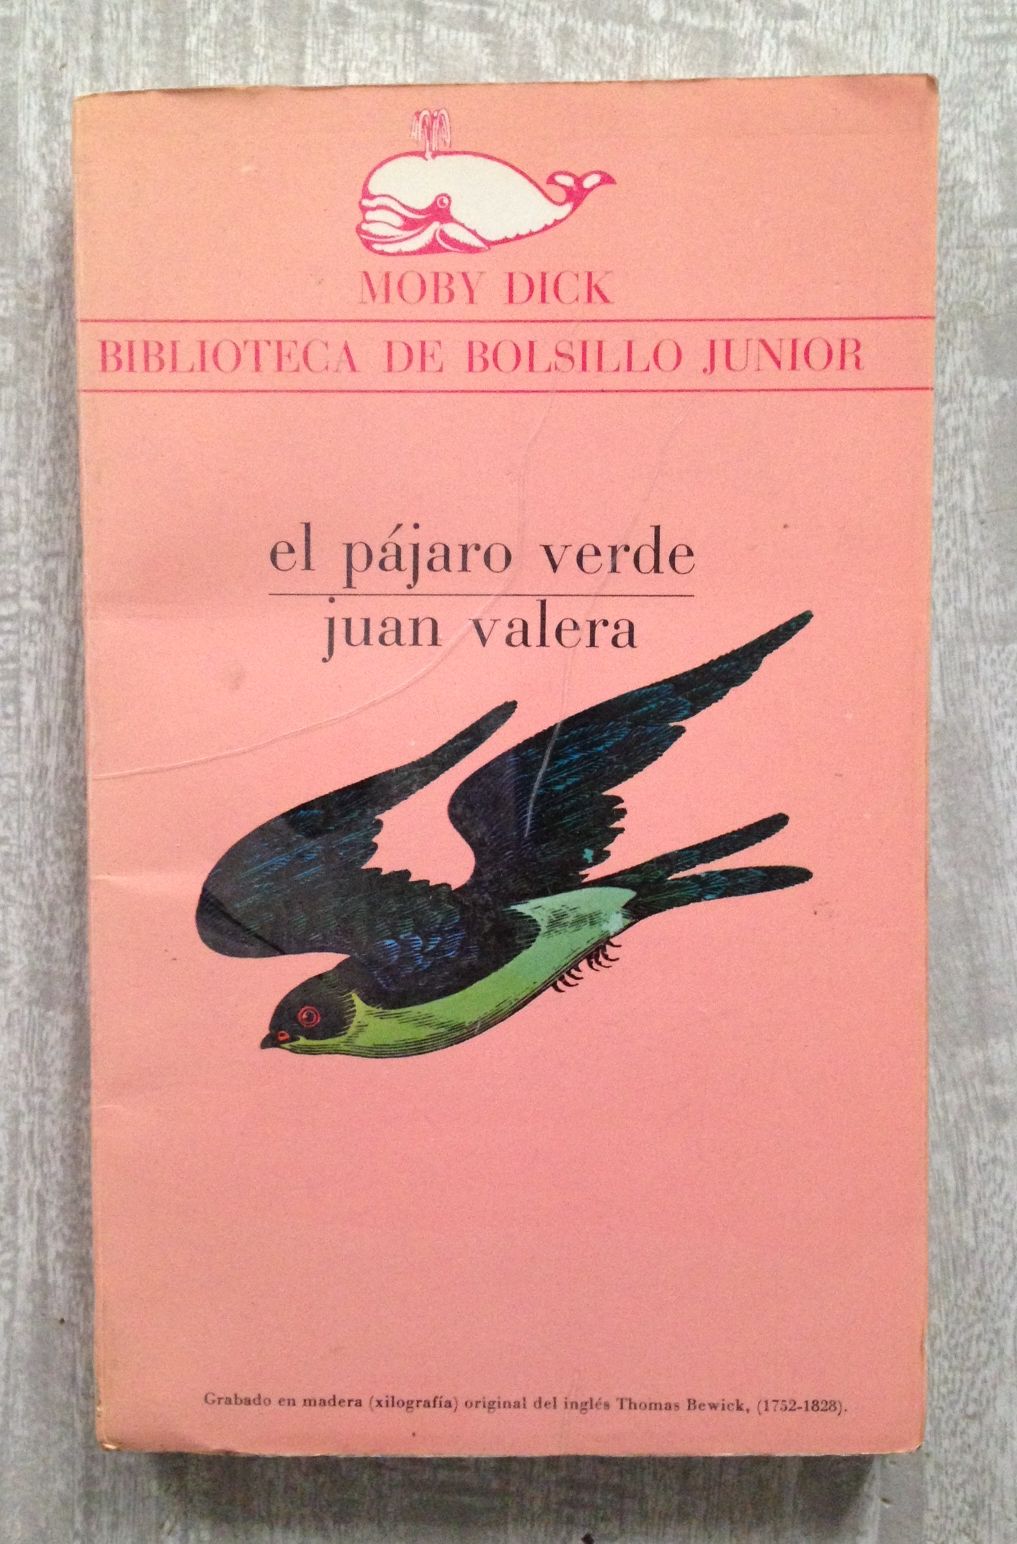 MOBY DICK
BIBLIOTECA DE BOLSILLO JUNIOR
el pájaro verde
juan valera
Grabado en madera (xilografía) original del inglés Thomas Bewick, (1752-1828).